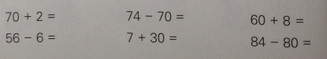 70 + 2 =
74 − 70 =
60 + 8 =
56 − 6 =
7 + 30 =
84 − 80 =